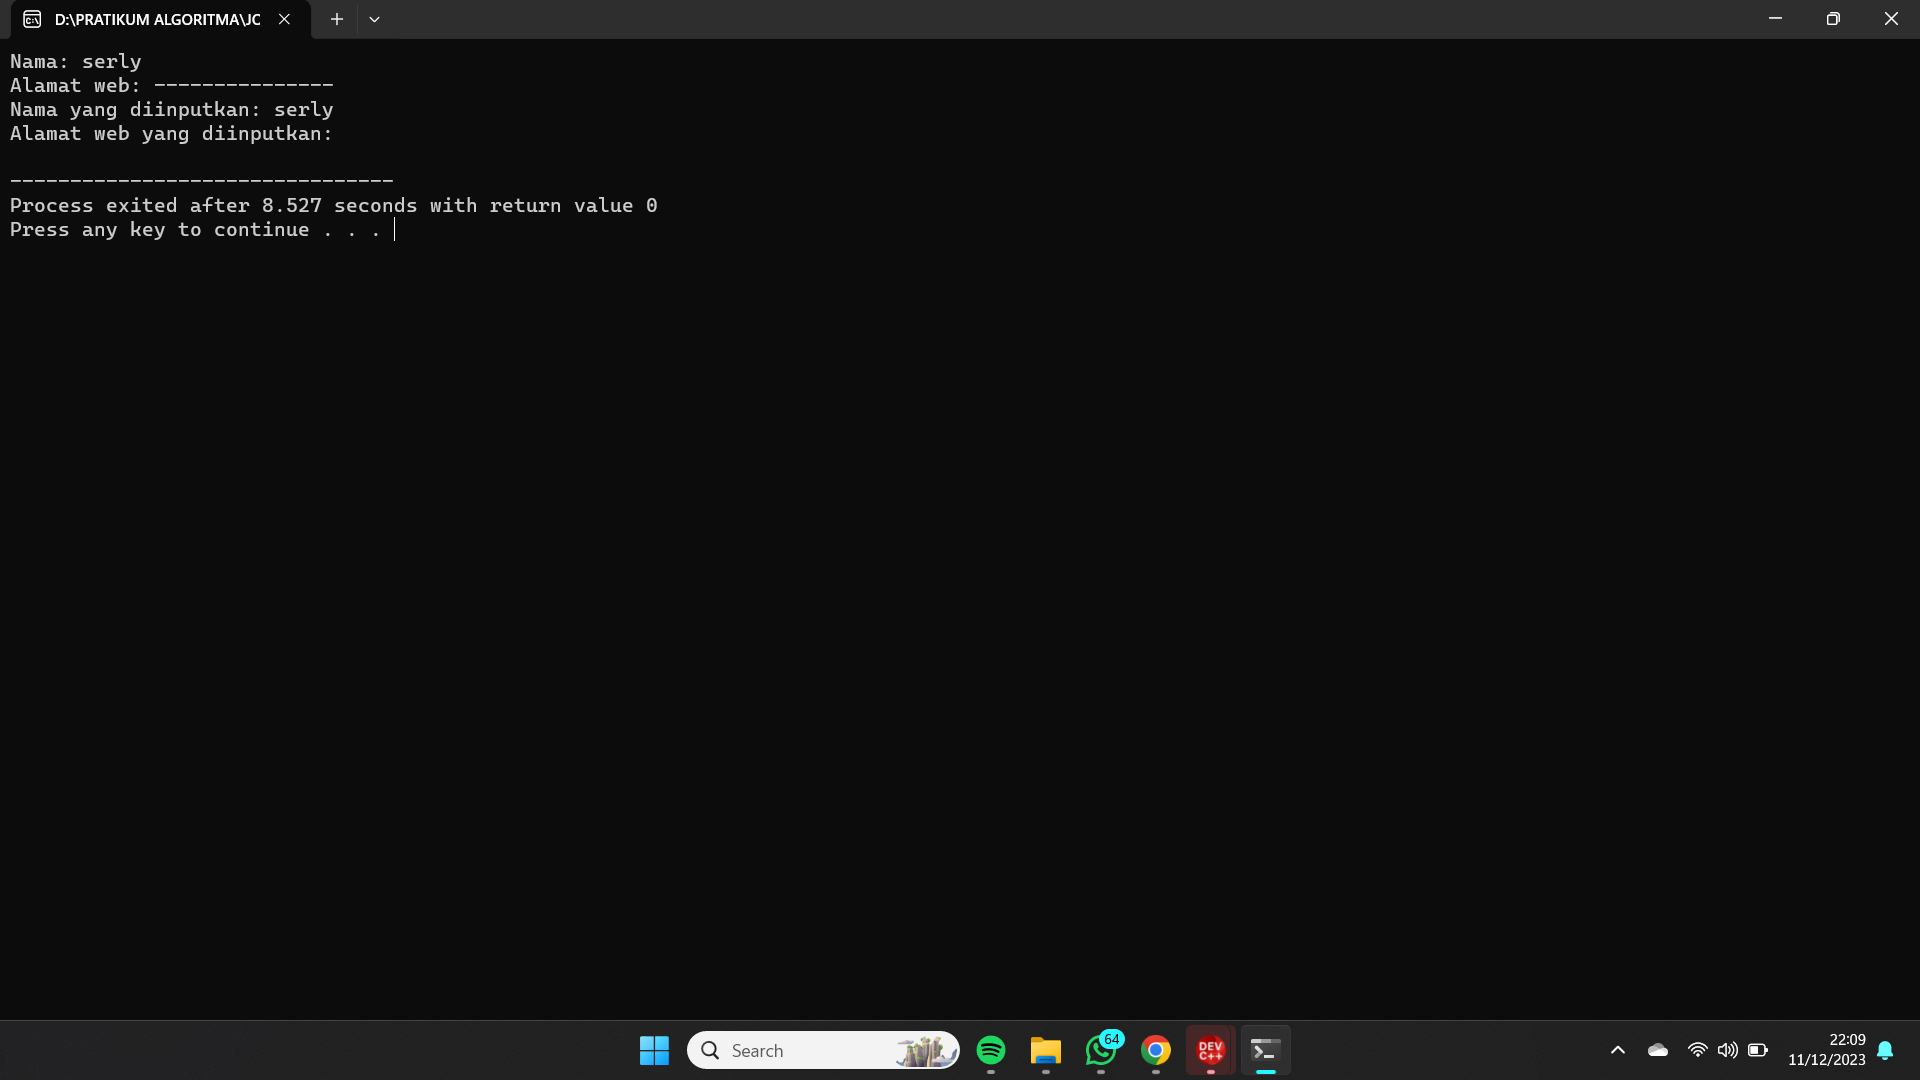 D:\PRATIKUM ALGORITMA\JC
Nama: serly
Alamat web: ---------------
Nama yang diinputkan: serly
Alamat web yang diinputkan:
--------------------------------
Process exited after 8.527 seconds with return value 0
Press any key to continue . . .
Search
64
DEV
C++
22:09
11/12/2023